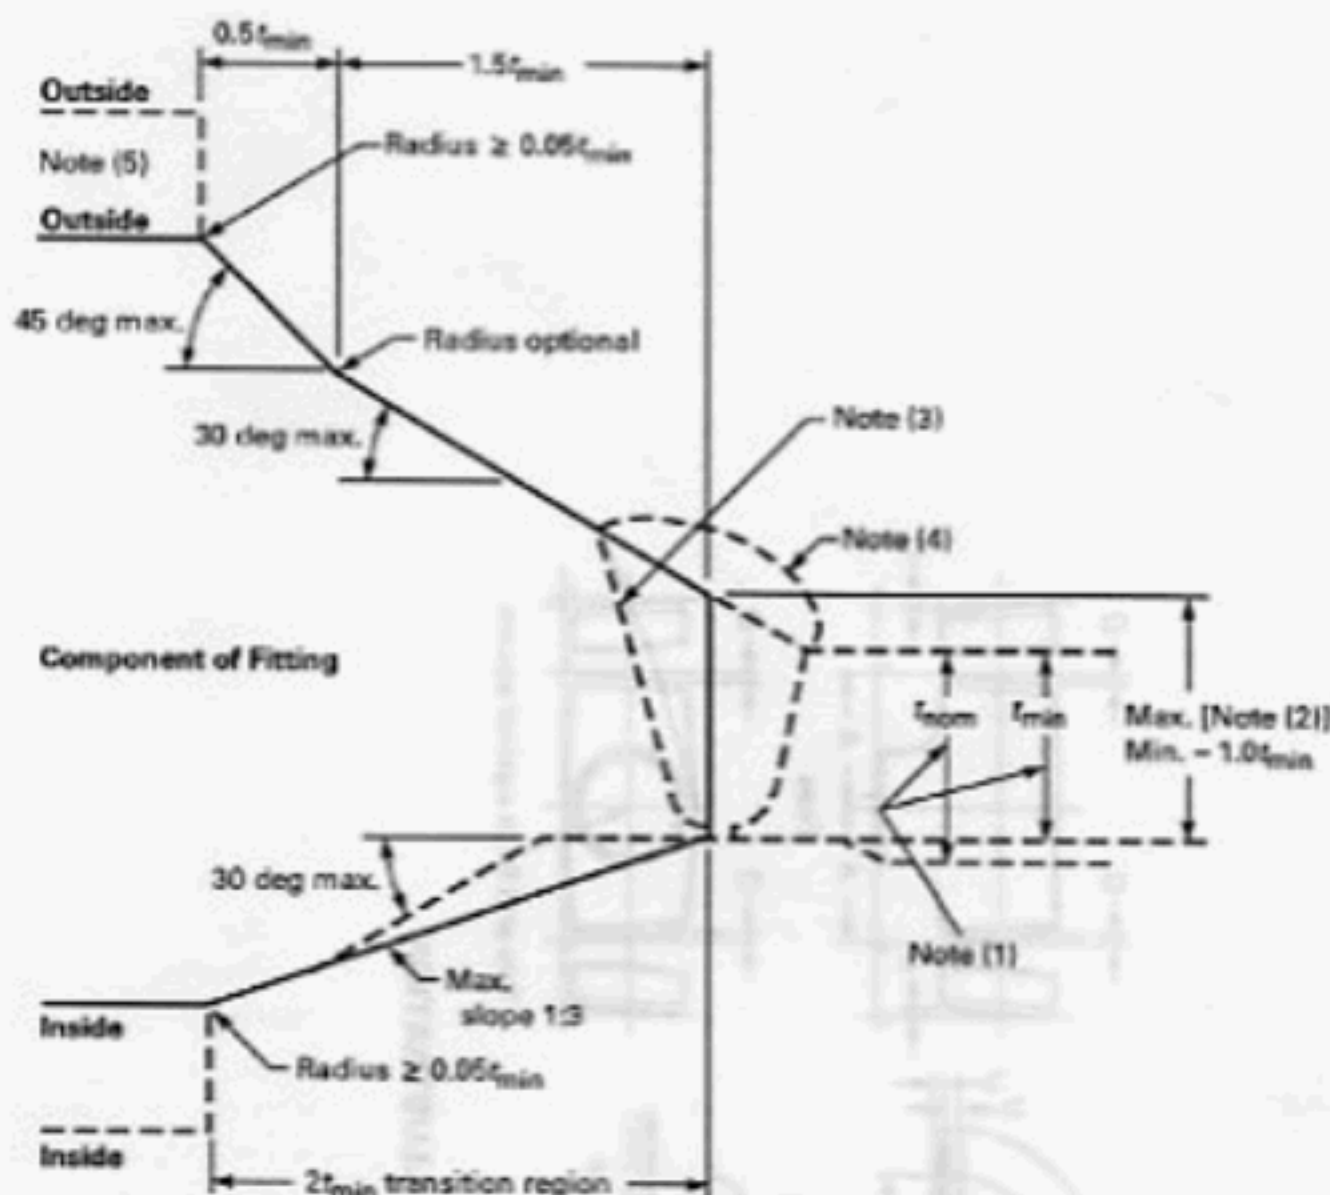 0.5tmin
1.5tmin
Outside
Note (5)
Outside
Radius ≥ 0.05tmin
45 deg max.
Radius optional
30 deg max.
Note (3)
Note (4)
Component of Fitting
tnom
tmin
Max. [Note (2)]
Min. – 1.0tmin
30 deg max.
Note (1)
Max.
slope 1:3
Inside
Radius ≥ 0.05tmin
Inside
2tmin transition region